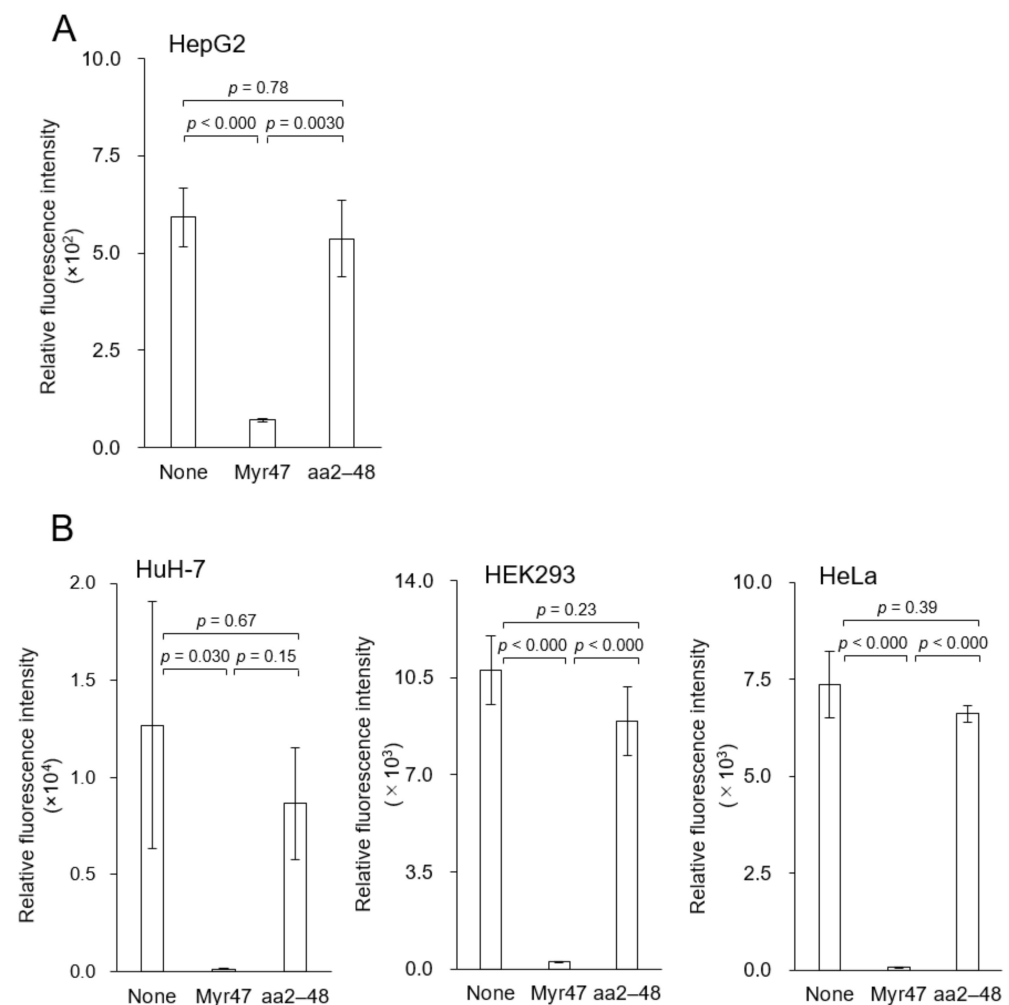 A
HepG2
10.0
7.5
5.0
2.5
0.0
Relative fluorescence intensity
(×10²)
p = 0.78
p < 0.000 p = 0.0030
None Myr47 aa2–48
B
HuH-7
2.0
1.5
1.0
0.5
0.0
Relative fluorescence intensity
(×10⁴)
p = 0.67
p = 0.030 p = 0.15
None Myr47 aa2–48
HEK293
14.0
10.5
7.0
3.5
0.0
Relative fluorescence intensity
(×10³)
p = 0.23
p < 0.000 p < 0.000
None Myr47 aa2–48
HeLa
10.0
7.5
5.0
2.5
0.0
Relative fluorescence intensity
(×10³)
p = 0.39
p < 0.000 p < 0.000
None Myr47 aa2–48